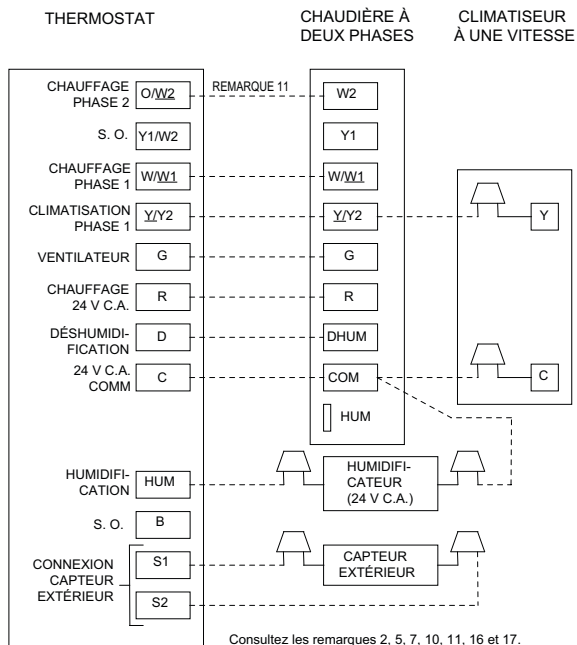 THERMOSTAT
CHAUDIÈRE À
DEUX PHASES
CLIMATISEUR
À UNE VITESSE
CHAUFFAGE
PHASE 2
O/W2
REMARQUE 11
W2
S. O.
Y1/W2
Y1
CHAUFFAGE
PHASE 1
W/W1
W/W1
CLIMATISATION
PHASE 1
Y/Y2
Y/Y2
Y
VENTILATEUR
G
G
CHAUFFAGE
24 V C.A.
R
R
DÉSHUMIDI-
FICATION
D
DHUM
24 V C.A.
COMM
C
COM
C
HUM
HUMIDIFI-
CATION
HUM
HUMIDIFI-
CATEUR
(24 V C.A.)
S. O.
B
CONNEXION
CAPTEUR
EXTÉRIEUR
S1
S2
CAPTEUR
EXTÉRIEUR
Consultez les remarques 2, 5, 7, 10, 11, 16 et 17.